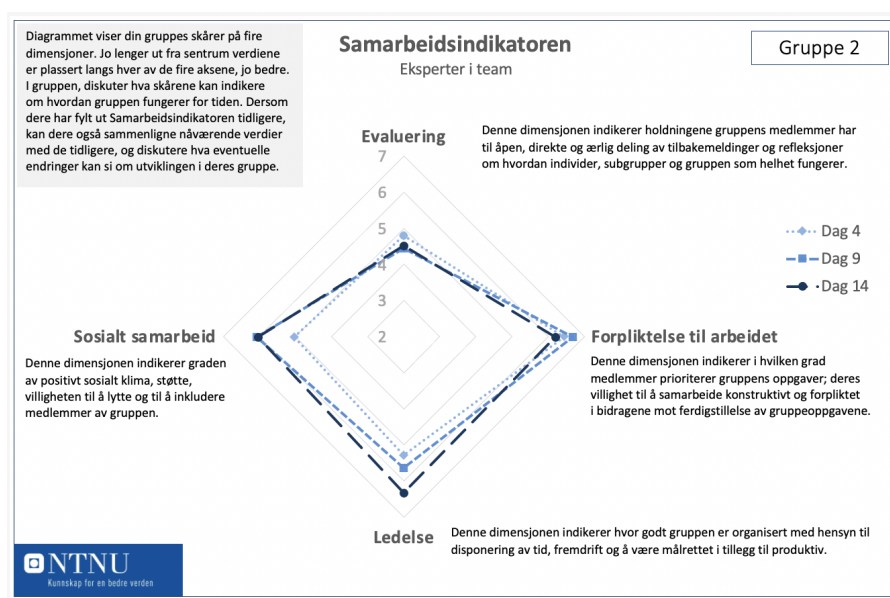 Diagrammet viser din gruppes skårer på fire
dimensjoner. Jo lenger ut fra sentrum verdiene
er plassert langs hver av de fire aksene, jo bedre.
I gruppen, diskuter hva skårene kan indikere
om hvordan gruppen fungerer for tiden. Dersom
dere har fylt ut Samarbeidsindikatoren tidligere,
kan dere også sammenligne nåværende verdier
med de tidligere, og diskutere hva eventuelle
endringer kan si om utviklingen i deres gruppe.
Samarbeidsindikatoren
Eksperter i team
Gruppe 2
Evaluering
Denne dimensjonen indikerer holdningene gruppens medlemmer har
til åpen, direkte og ærlig deling av tilbakemeldinger og refleksjoner
om hvordan individer, subgrupper og gruppen som helhet fungerer.
7
6
5
4
3
2
Dag 4
Dag 9
Dag 14
Sosialt samarbeid
Denne dimensjonen indikerer graden
av positivt sosialt klima, støtte,
villigheten til å lytte og til å inkludere
medlemmer av gruppen.
Forpliktelse til arbeidet
Denne dimensjonen indikerer i hvilken grad
medlemmer prioriterer gruppens oppgaver; deres
villighet til å samarbeide konstruktivt og forpliktet
i bidragene mot ferdigstillelse av gruppeoppgavene.
Ledelse
Denne dimensjonen indikerer hvor godt gruppen er organisert med hensyn til
disponering av tid, fremdrift og å være målrettet i tillegg til produktiv.
NTNU
Kunnskap for en bedre verden